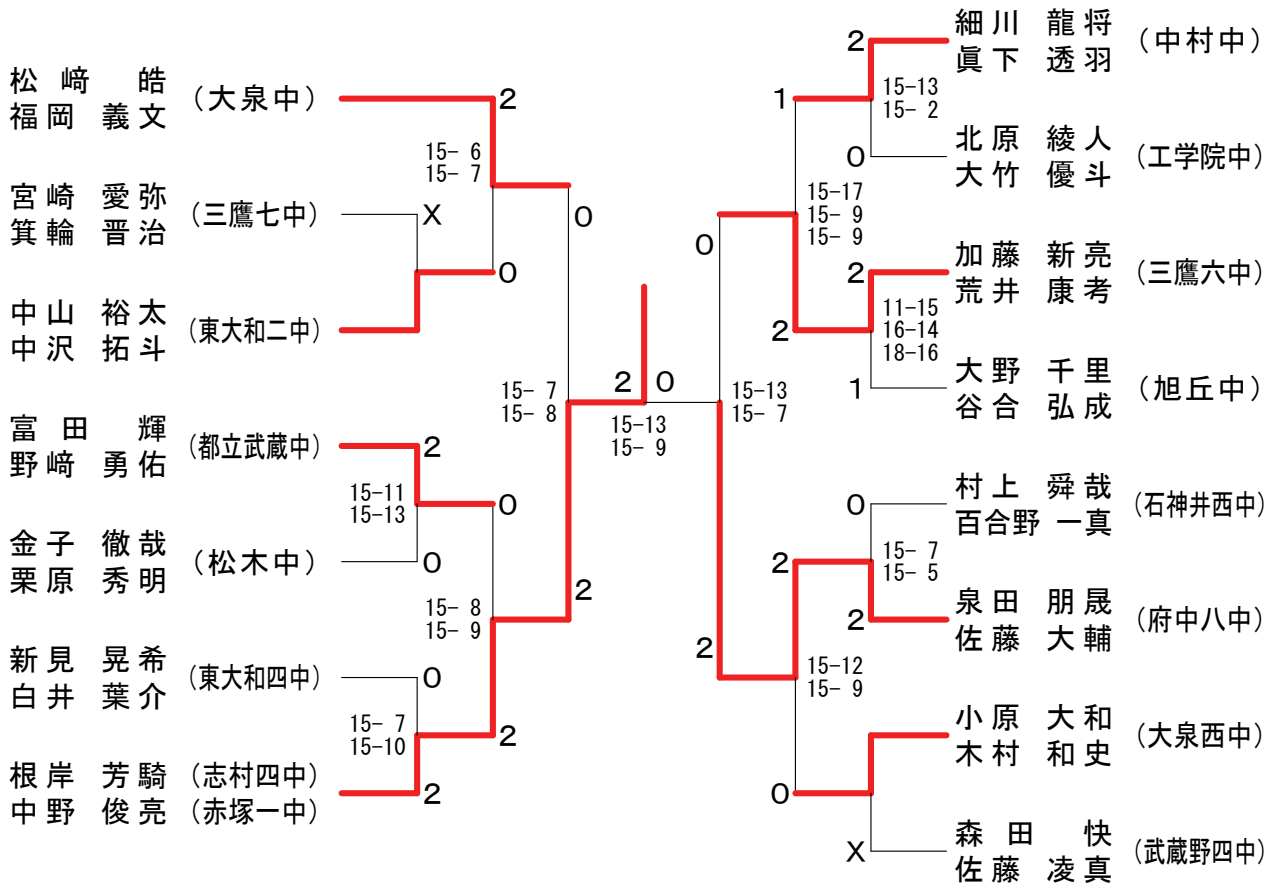 松﨑 皓
福岡 義文
(大泉中)
2
15- 6
15- 7
宮崎 愛弥
箕輪 晋治
(三鷹七中)
X
0
0
中山 裕太
中沢 拓斗
(東大和二中)
15- 7
15- 8
富田 輝
野﨑 勇佑
(都立武蔵中)
2
15-11
15-13
0
金子 徹哉
栗原 秀明
(松木中)
0
15- 8
15- 9
2
新見 晃希
白井 葉介
(東大和四中)
0
15- 7
15-10
2
根岸 芳騎 (志村四中)
中野 俊亮 (赤塚一中)
2
2 0
15-13
15- 9
細川 龍将
眞下 透羽
(中村中)
2
15-13
15- 2
1
北原 綾人
大竹 優斗
(工学院中)
0
15-17
15- 9
15- 9
0
加藤 新亮
荒井 康考
(三鷹六中)
2
11-15
16-14
18-16
2
大野 千里
谷合 弘成
(旭丘中)
1
15-13
15- 7
村上 舜哉
百合野 一真
(石神井西中)
0
15- 7
15- 5
2
泉田 朋晟
佐藤 大輔
(府中八中)
2
2
15-12
15- 9
小原 大和
木村 和史
(大泉西中)
0
森田 快
佐藤 凌真
(武蔵野四中)
X